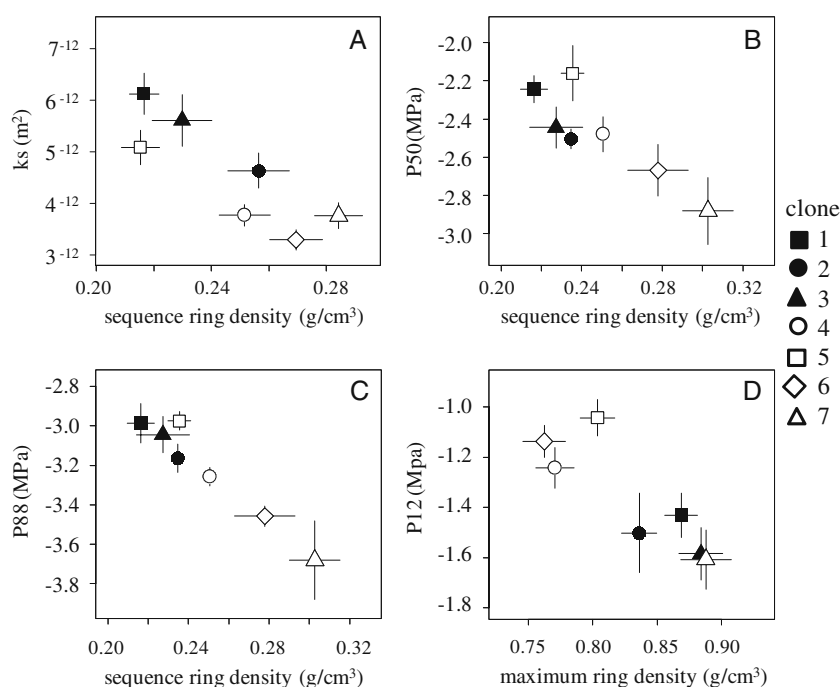 A
7⁻¹²
6⁻¹²
5⁻¹²
4⁻¹²
3⁻¹²
ks (m²)
0.20 0.24 0.28
sequence ring density (g/cm³)
B
-2.0
-2.2
-2.4
-2.6
-2.8
-3.0
P50(MPa)
0.20 0.24 0.28 0.32
sequence ring density (g/cm³)
C
-2.8
-3.0
-3.2
-3.4
-3.6
-3.8
P88(MPa)
0.20 0.24 0.28 0.32
sequence ring density (g/cm³)
D
-1.0
-1.2
-1.4
-1.6
-1.8
P12(Mpa)
0.75 0.80 0.85 0.90
maximum ring density (g/cm³)
clone
1
2
3
4
5
6
7